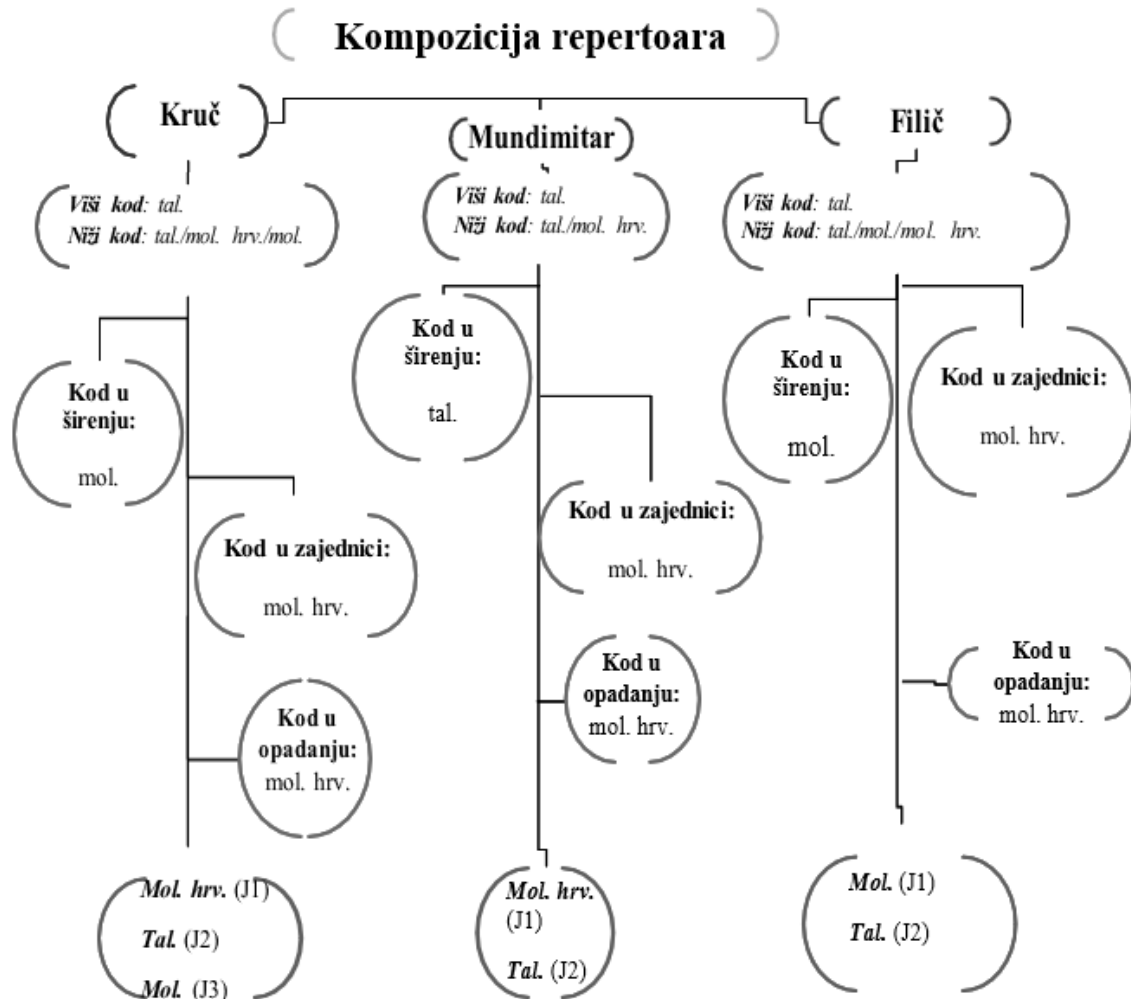 Kompozicija repertoara
Kruč
Viši kod: tal.
Niži kod: tal./mol. hrv./mol.
Kod u
širenju:
mol.
Kod u zajednici:
mol. hrv.
Kod u
opadanju:
mol. hrv.
Mol. hrv. (J1)
Tal. (J2)
Mol. (J3)
Mundimitar
Viši kod: tal.
Niži kod: tal./mol. hrv.
Kod u
širenju:
tal.
Kod u zajednici:
mol. hrv.
Kod u
opadanju:
mol. hrv.
Mol. hrv.
(J1)
Tal. (J2)
Filič
Viši kod: tal.
Niži kod: tal./mol./mol. hrv.
Kod u
širenju:
mol.
Kod u zajednici:
mol. hrv.
Kod u
opadanju:
mol. hrv.
Mol. (J1)
Tal. (J2)